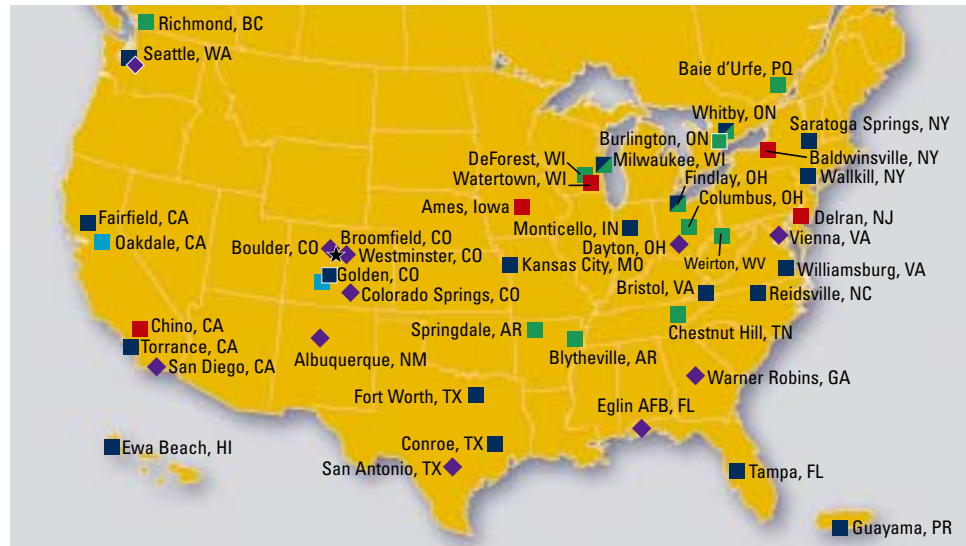 Richmond, BC
Seattle, WA
Baie d'Urfe, PQ
Whitby, ON
Saratoga Springs, NY
Burlington, ON
DeForest, WI
Milwaukee, WI
Baldwinsville, NY
Watertown, WI
Findlay, OH
Wallkill, NY
Columbus, OH
Ames, Iowa
Delran, NJ
Fairfield, CA
Monticello, IN
Vienna, VA
Oakdale, CA
Boulder, CO
Broomfield, CO
Dayton, OH
Westminster, CO
Weirton, WV
Kansas City, MO
Williamsburg, VA
Golden, CO
Colorado Springs, CO
Bristol, VA
Reidsville, NC
Chino, CA
Springdale, AR
Chestnut Hill, TN
Torrance, CA
Albuquerque, NM
Blytheville, AR
San Diego, CA
Warner Robins, GA
Fort Worth, TX
Eglin AFB, FL
Ewa Beach, HI
Conroe, TX
San Antonio, TX
Tampa, FL
Guayama, PR